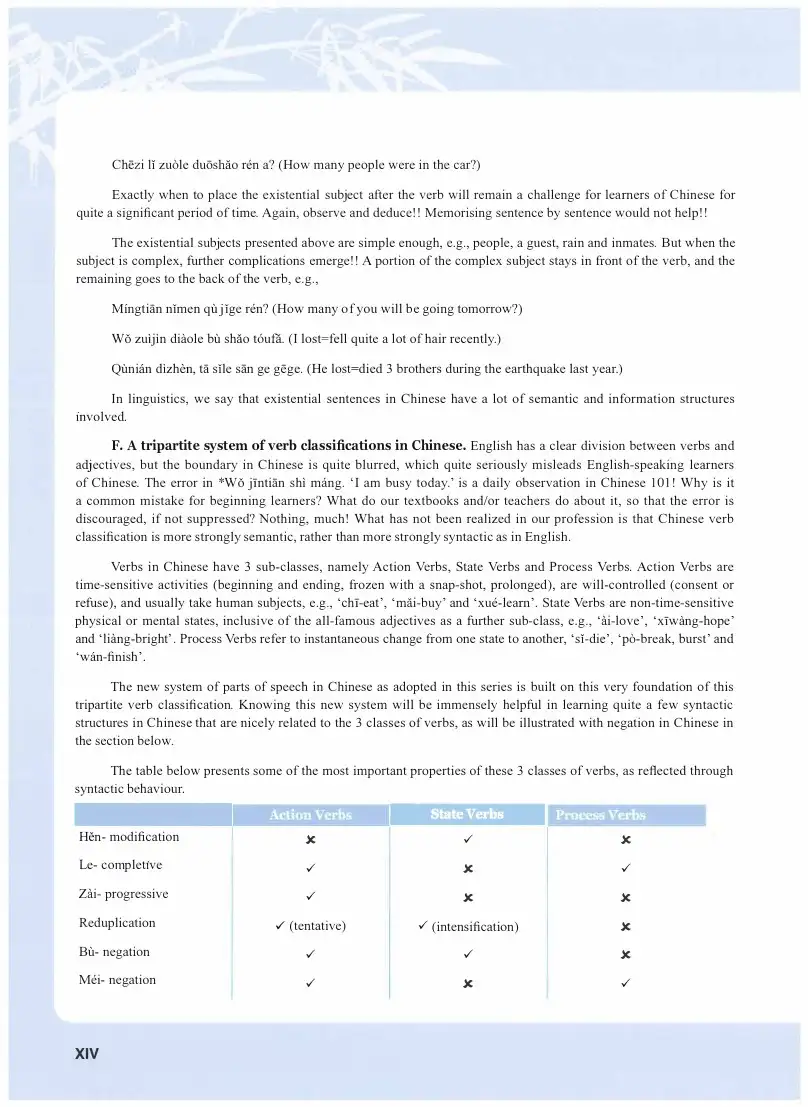 Chēzi lǐ zuòle duōshǎo rén a? (How many people were in the car?)
Exactly when to place the existential subject after the verb will remain a challenge for learners of Chinese for
quite a significant period of time. Again, observe and deduce!! Memorising sentence by sentence would not help!!
The existential subjects presented above are simple enough, e.g., people, a guest, rain and inmates. But when the
subject is complex, further complications emerge!! A portion of the complex subject stays in front of the verb, and the
remaining goes to the back of the verb, e.g.,
Míngtiān nǐmen qù jǐge rén? (How many of you will be going tomorrow?)
Wǒ zuìjìn diàole bù shǎo tóufǎ. (I lost=fell quite a lot of hair recently.)
Qùnián dìzhèn, tā sǐle sān ge gēge. (He lost=died 3 brothers during the earthquake last year.)
In linguistics, we say that existential sentences in Chinese have a lot of semantic and information structures
involved.
F. A tripartite system of verb classifications in Chinese. English has a clear division between verbs and
adjectives, but the boundary in Chinese is quite blurred, which quite seriously misleads English-speaking learners
of Chinese. The error in *Wǒ jīntiān shì máng. ‘I am busy today.’ is a daily observation in Chinese 101! Why is it
a common mistake for beginning learners? What do our textbooks and/or teachers do about it, so that the error is
discouraged, if not suppressed? Nothing, much! What has not been realized in our profession is that Chinese verb
classification is more strongly semantic, rather than more strongly syntactic as in English.
Verbs in Chinese have 3 sub-classes, namely Action Verbs, State Verbs and Process Verbs. Action Verbs are
time-sensitive activities (beginning and ending, frozen with a snap-shot, prolonged), are will-controlled (consent or
refuse), and usually take human subjects, e.g., ‘chī-eat’, ‘mǎi-buy’ and ‘xué-learn’. State Verbs are non-time-sensitive
physical or mental states, inclusive of the all-famous adjectives as a further sub-class, e.g., ‘ài-love’, ‘xīwàng-hope’
and ‘liàng-bright’. Process Verbs refer to instantaneous change from one state to another, ‘sǐ-die’, ‘pò-break, burst’ and
‘wán-finish’.
The new system of parts of speech in Chinese as adopted in this series is built on this very foundation of this
tripartite verb classification. Knowing this new system will be immensely helpful in learning quite a few syntactic
structures in Chinese that are nicely related to the 3 classes of verbs, as will be illustrated with negation in Chinese in
the section below.
The table below presents some of the most important properties of these 3 classes of verbs, as reflected through
syntactic behaviour.
Action Verbs State Verbs Process Verbs
Hěn- modification ✗ ✓ ✗
Le- completive ✓ ✗ ✓
Zài- progressive ✓ ✗ ✗
Reduplication ✓ (tentative) ✓ (intensification) ✗
Bù- negation ✓ ✓ ✗
Méi- negation ✓ ✗ ✓
XIV